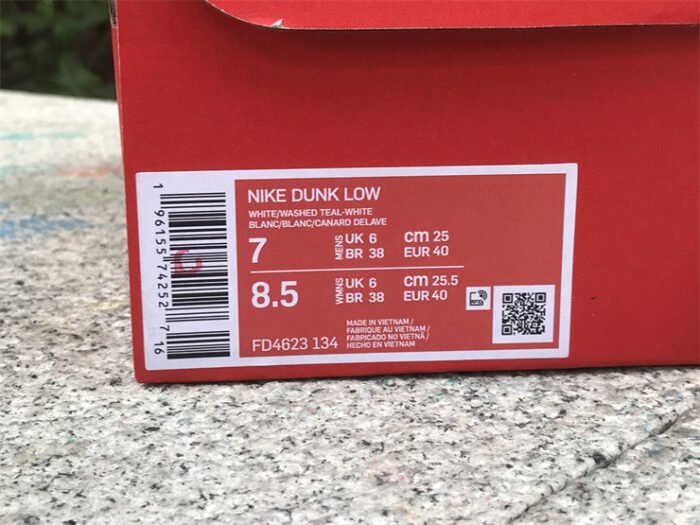 NIKE DUNK LOW
WHITE/WASHED TEAL-WHITE
BLANC/BLANC/CANARD DELAVE
7
MENS
UK 6
BR 38
cm 25
EUR 40
8.5
WMNS
UK 6
BR 38
cm 25.5
EUR 40
FD4623 134
MADE IN VIETNAM /
FABRIQUE AU VIETNAM /
FABRICADO NO VIETNÃ /
HECHO EN VIETNAM
1 96155 74252 7 16